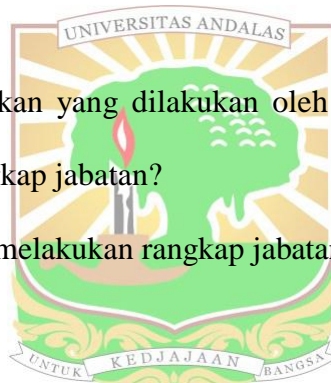 UNIVERSITAS ANDALAS
kan yang dilakukan oleh
kap jabatan?
melakukan rangkap jabatan
UNTUK KEDJAJAAN BANGSA